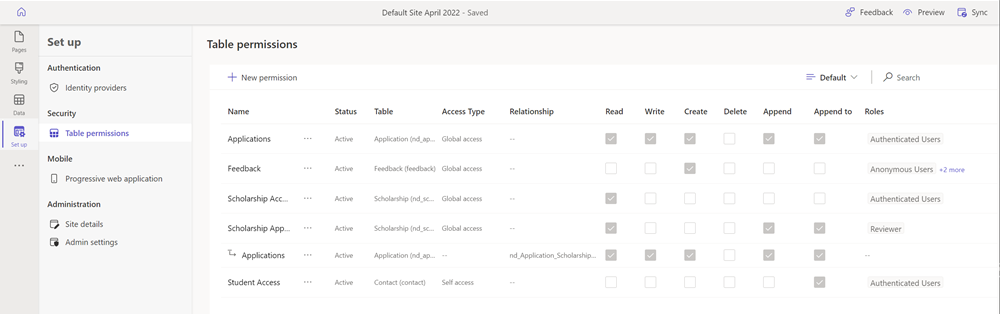 Default Site April 2022 - Saved
Feedback
Preview
Sync
Pages
Styling
Data
Set up
Set up
Authentication
Identity providers
Security
Table permissions
Mobile
Progressive web application
Administration
Site details
Admin settings
Table permissions
New permission
Default
Search
Name Status Table Access Type Relationship Read Write Create Delete Append Append to Roles
Applications ··· Active Application (nd_ap... Global access -- Authenticated Users
Feedback ··· Active Feedback (feedback) Global access -- Anonymous Users +2 more
Scholarship Acc... ··· Active Scholarship (nd_sc... Global access -- Authenticated Users
Scholarship App... ··· Active Scholarship (nd_sc... Global access -- Reviewer
Applications ··· Active Application (nd_ap... -- nd_Application_Scholarship... --
Student Access ··· Active Contact (contact) Self access -- Authenticated Users